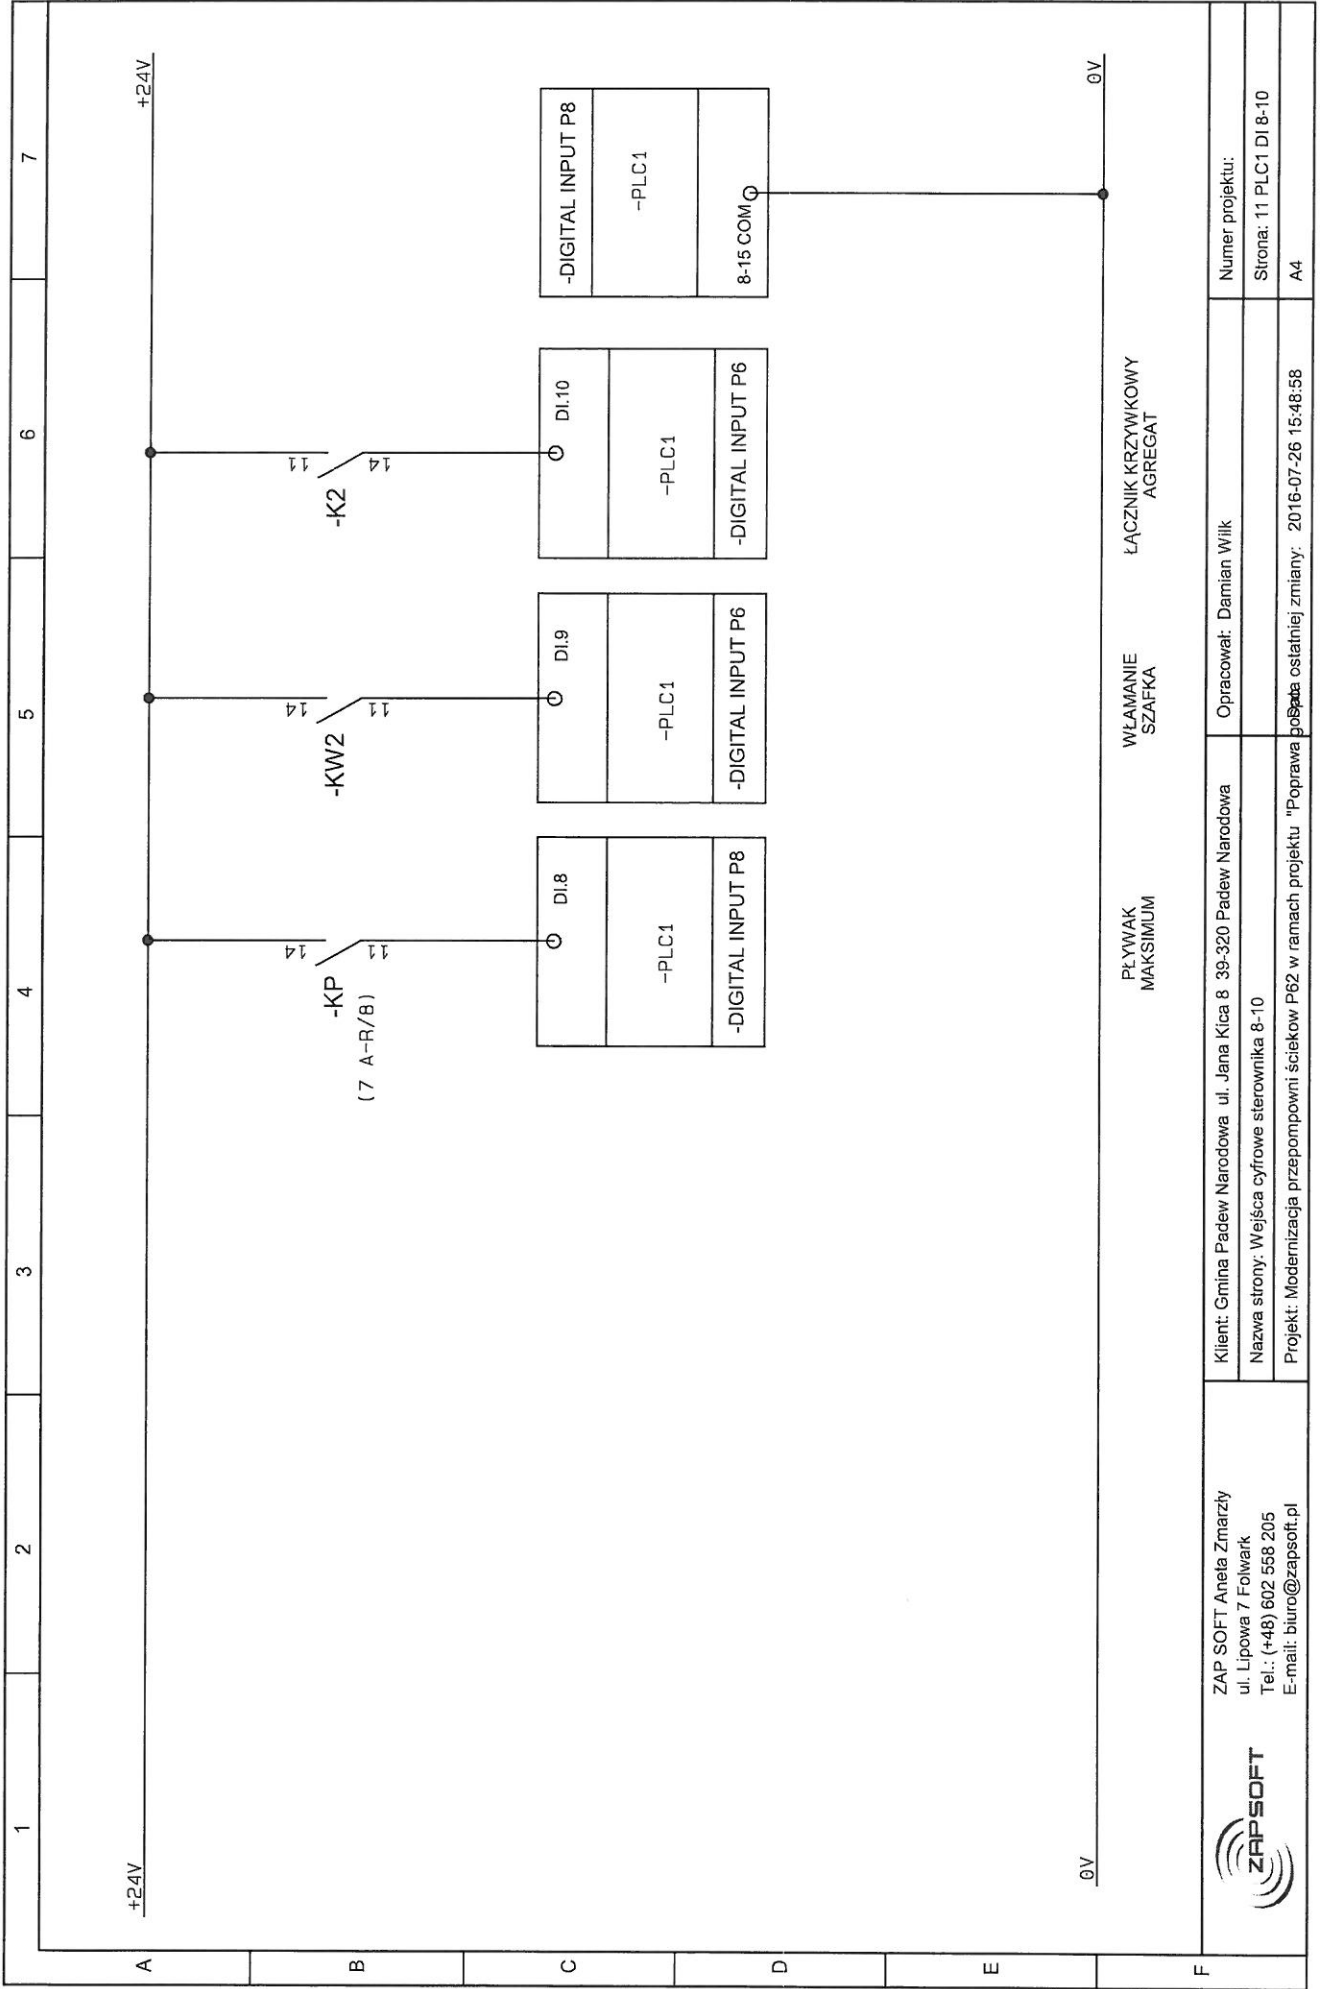 1 2 3 4 5 6 7
A
B
C
D
E
F
+24V +24V
14
11
-KP
(7 A-R/B)
14
11
-KW2
11
14
-K2
DI.8
-PLC1
-DIGITAL INPUT P8
DI.9
-PLC1
-DIGITAL INPUT P6
DI.10
-PLC1
-DIGITAL INPUT P6
-DIGITAL INPUT P8
-PLC1
8-15 COM
0V 0V
PŁYWAK
MAKSIMUM
WŁAMANIE
SZAFKA
ŁĄCZNIK KRZYWKOWY
AGREGAT
ZAPSOFT
ZAP SOFT Aneta Zmarzły
ul. Lipowa 7 Folwark
Tel.: (+48) 602 558 205
E-mail: biuro@zapsoft.pl
Klient: Gmina Padew Narodowa ul. Jana Kica 8 39-320 Padew Narodowa
Opracował: Damian Wilk
Numer projektu:
Nazwa strony: Wejśca cyfrowe sterownika 8-10
Strona: 11 PLC1 DI 8-10
Projekt: Modernizacja przepompowni ściekow P62 w ramach projektu "Poprawa
ostatniej zmiany: 2016-07-26 15:48:58
A4